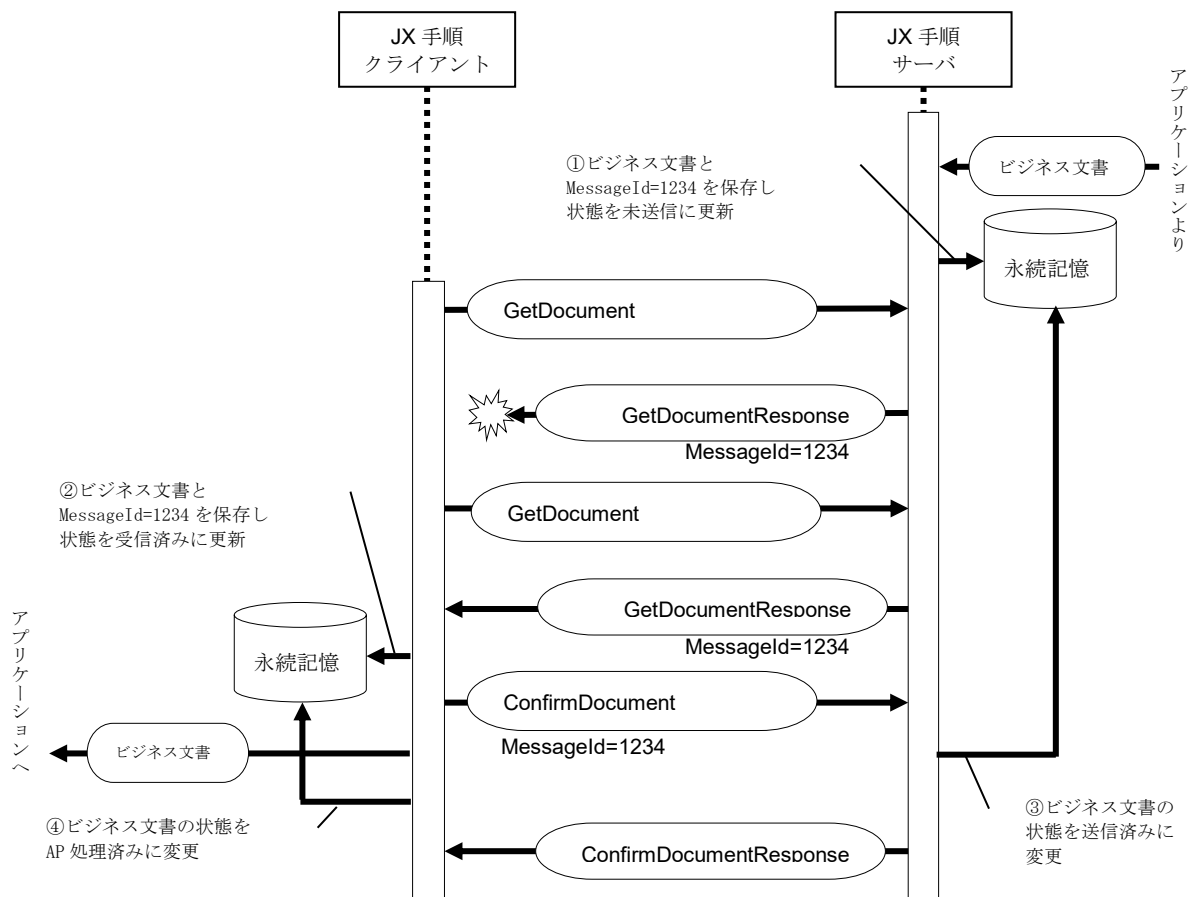 JX 手順
クライアント
JX 手順
サーバ
アプリケーションより
ビジネス文書
①ビジネス文書と
MessageId=1234 を保存し
状態を未送信に更新
永続記憶
GetDocument
GetDocumentResponse
MessageId=1234
②ビジネス文書と
MessageId=1234 を保存し
状態を受信済みに更新
GetDocument
GetDocumentResponse
MessageId=1234
アプリケーションへ
永続記憶
ConfirmDocument
MessageId=1234
ビジネス文書
③ビジネス文書の
状態を送信済みに
変更
④ビジネス文書の状態を
AP 処理済みに変更
ConfirmDocumentResponse